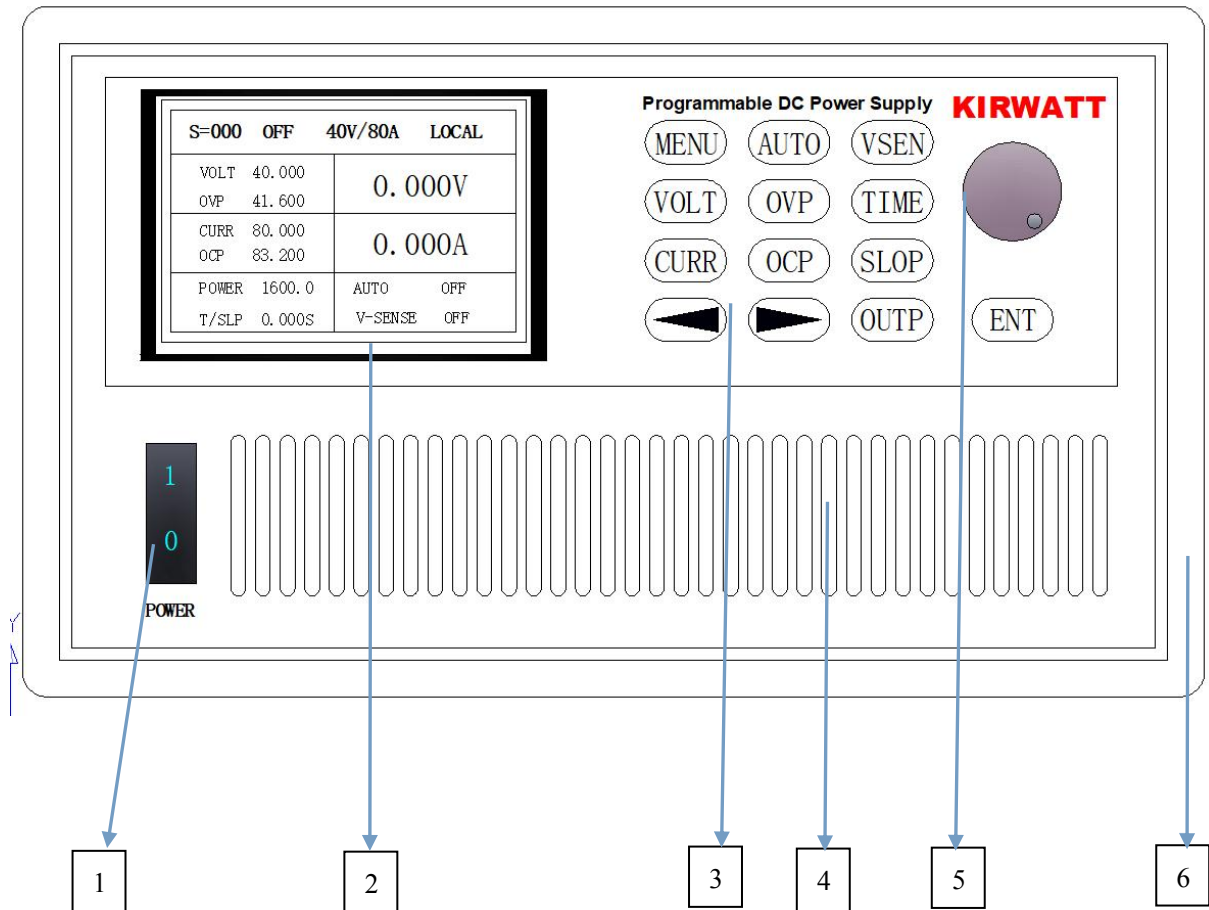 Programmable DC Power Supply KIRWATT
S=000 OFF 40V/80A LOCAL
VOLT 40.000
OVP 41.600
0.000V
CURR 80.000
OCP 83.200
0.000A
POWER 1600.0
T/SLP 0.000S
AUTO OFF
V-SENSE OFF
MENU AUTO VSEN
VOLT OVP TIME
CURR OCP SLOP
OUTP ENT
1
0
POWER
Y
1 2 3 4 5 6